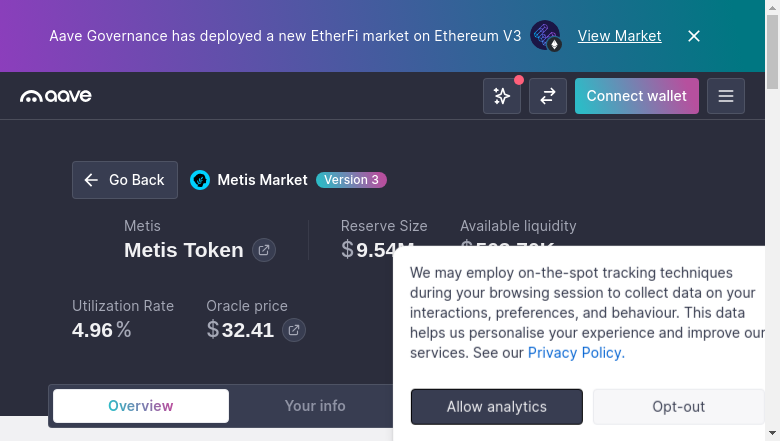 Aave Governance has deployed a new EtherFi market on Ethereum V3 View Market
aave
Connect wallet
Go Back
Metis Market Version 3
Metis Reserve Size Available liquidity
Metis Token $9.54M
Utilization Rate Oracle price
4.96% $32.41
We may employ on-the-spot tracking techniques
during your browsing session to collect data on your
interactions, preferences, and behaviour. This data
helps us personalise your experience and improve our
services. See our Privacy Policy.
Allow analytics Opt-out
Overview Your info